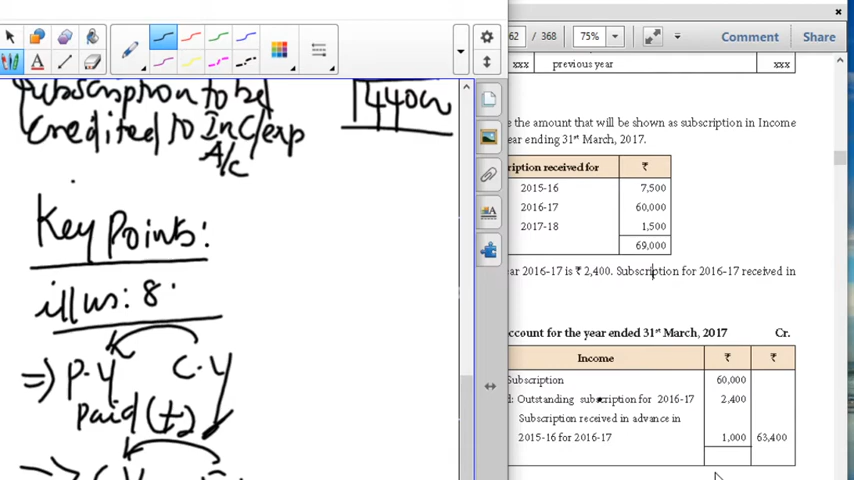 Subscription to be
credited to Inc/exp
A/c
14400
Key Points:
illus: 8.
=> P.Y C.Y
paid (+)
62 / 368 75% Comment Share
xxx previous year xxx
e the amount that will be shown as subscription in Income
ear ending 31st March, 2017.
ription received for ₹
2015-16 7,500
2016-17 60,000
2017-18 1,500
69,000
ear 2016-17 is ₹ 2,400. Subscription for 2016-17 received in
ccount for the year ended 31st March, 2017 Cr.
Income ₹ ₹
Subscription 60,000
d: Outstanding subscription for 2016-17 2,400
Subscription received in advance in
2015-16 for 2016-17 1,000 63,400